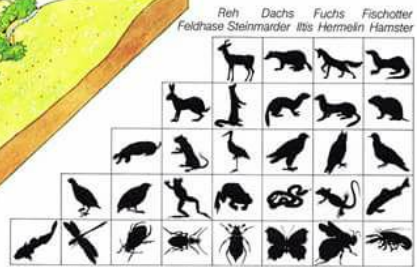 Reh Dachs Fuchs Fischotter
Feldhase Steinmarder Iltis Hermelin Hamster